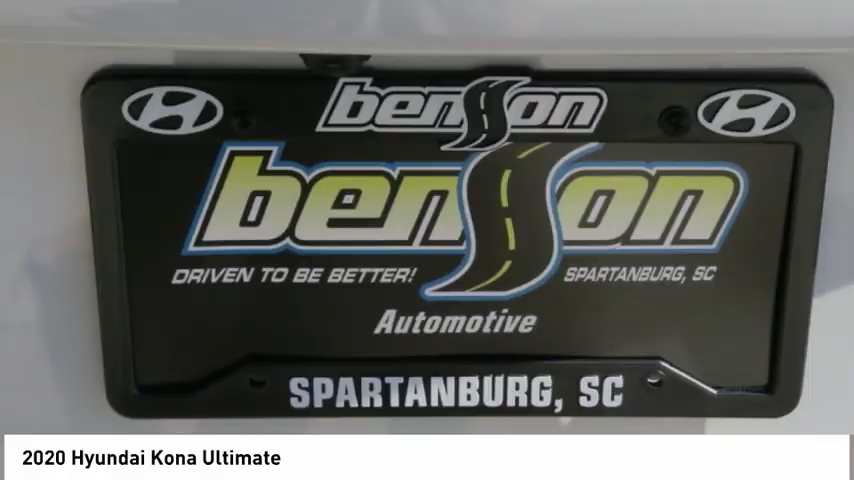 benson
benson
DRIVEN TO BE BETTER! SPARTANBURG, SC
Automotive
SPARTANBURG, SC
2020 Hyundai Kona Ultimate